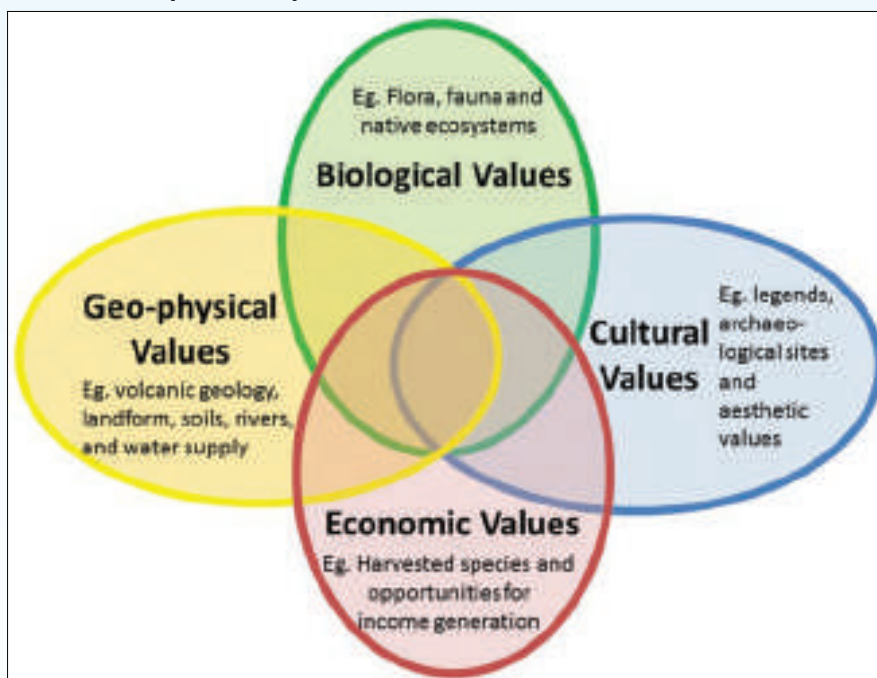 Eg. Flora, fauna and
native ecosystems
Biological Values
Geo-physical
Values
Eg. volcanic geology,
landform, soils, rivers,
and water supply
Cultural
Values
Eg. legends,
archaeo-
logical sites
and
aesthetic
values
Economic Values
Eg. Harvested species and
opportunities for
income generation